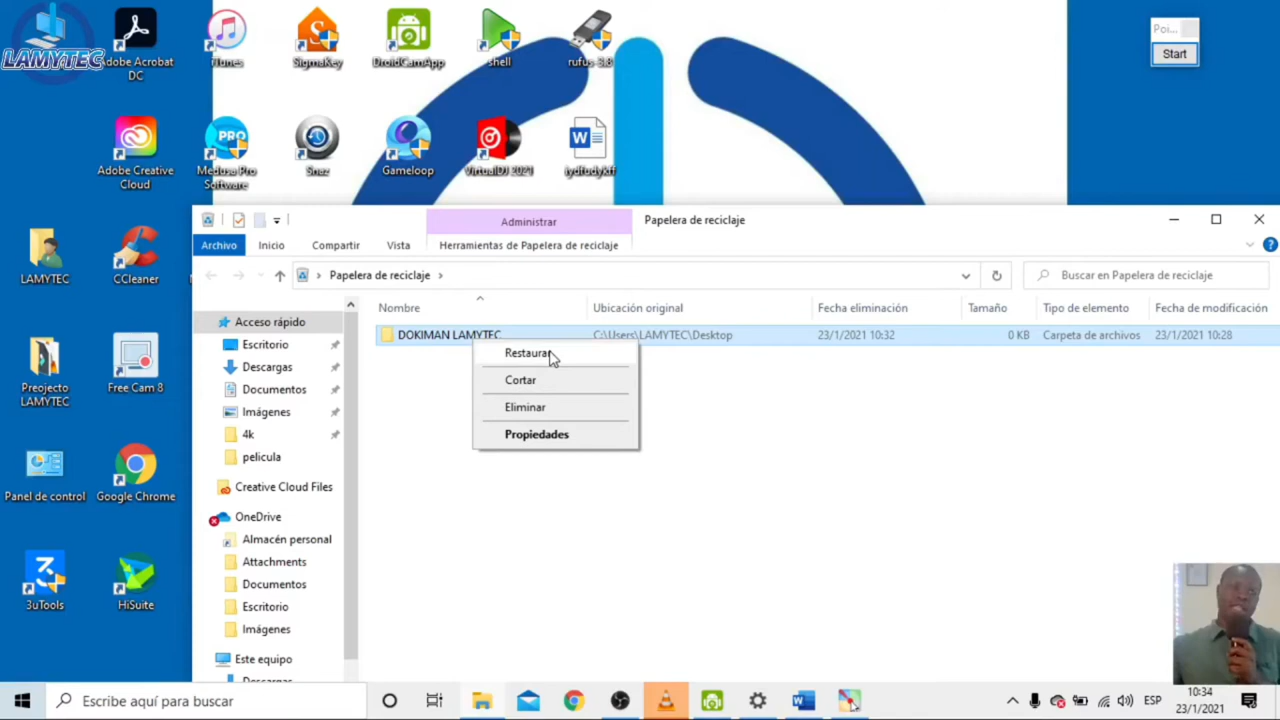 LAMYTEC
Adobe Acrobat
DC
iTunes
SigmaKey
DroidCamApp
shell
rufus-3.8
Poi...
Start
Adobe Creative
Cloud
PRO
Medusa Pro
Software
Snaz
Gameloop
VirtualDJ 2021
iydtudykff
LAMYTEC
CCleaner
Preojecto
LAMYTEC
Free Cam 8
Panel de control
Google Chrome
3uTools
HiSuite
Administrar
Papelera de reciclaje
Archivo
Inicio
Compartir
Vista
Herramientas de Papelera de reciclaje
Papelera de reciclaje
Buscar en Papelera de reciclaje
Nombre
Ubicación original
Fecha eliminación
Tamaño
Tipo de elemento
Fecha de modificación
DOKIMAN LAMYTEC
C:\Users\LAMYTEC\Desktop
23/1/2021 10:32
0 KB
Carpeta de archivos
23/1/2021 10:28
Restaurar
Cortar
Eliminar
Propiedades
Acceso rápido
Escritorio
Descargas
Documentos
Imágenes
4k
pelicula
Creative Cloud Files
OneDrive
Almacén personal
Attachments
Documentos
Escritorio
Imágenes
Este equipo
Descargas
Escribe aquí para buscar
ESP
10:34
23/1/2021